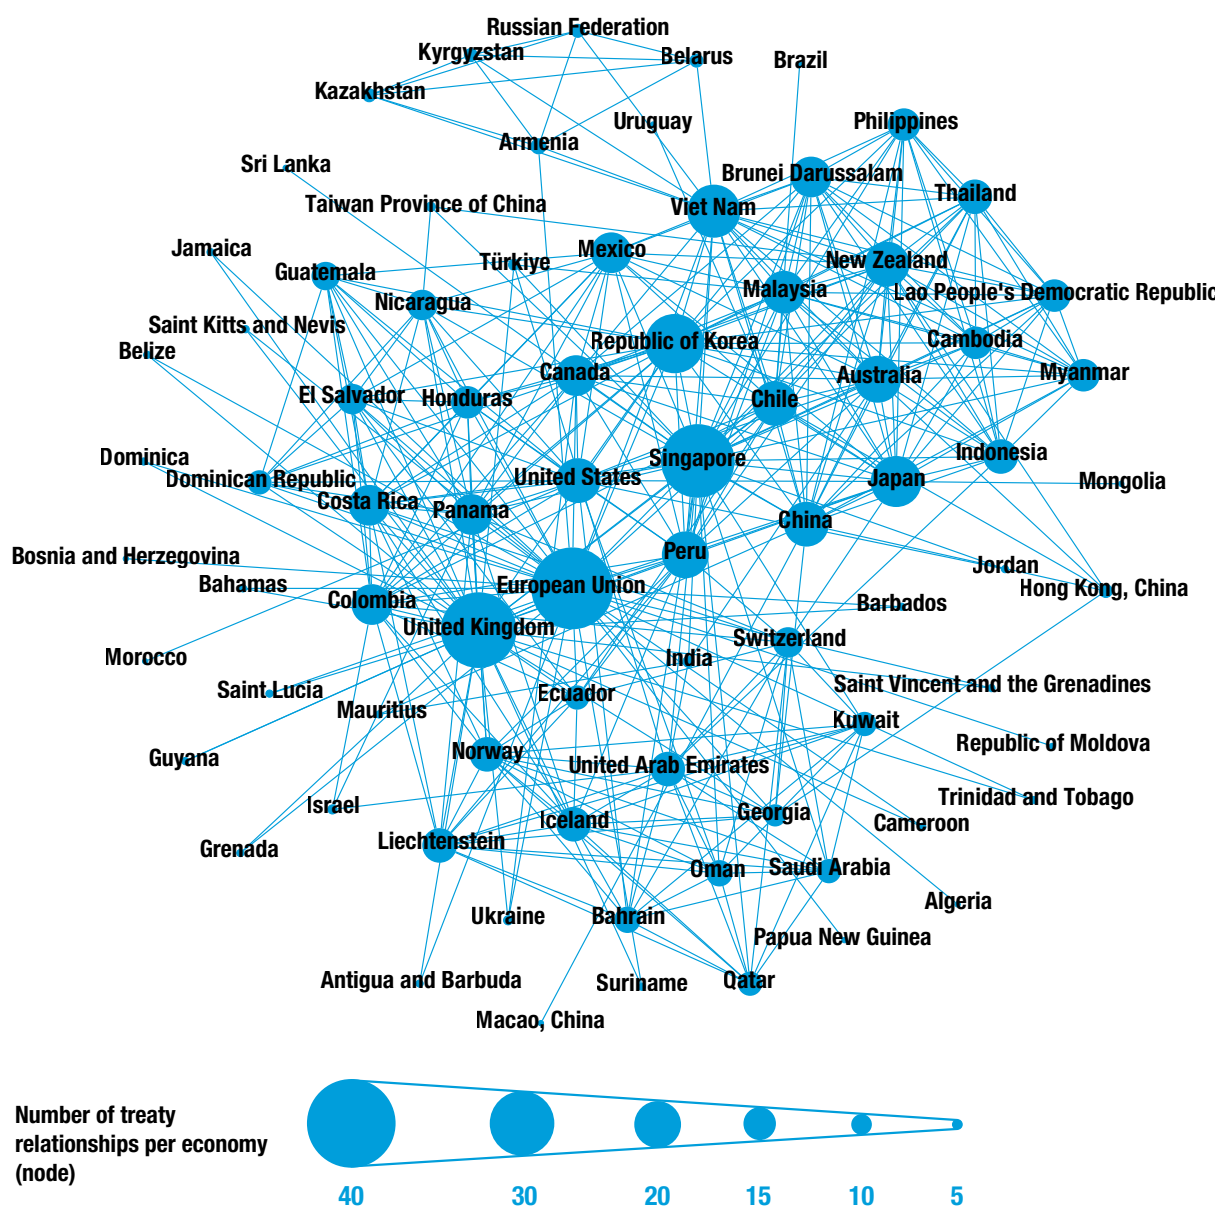 Russian Federation
Kyrgyzstan
Belarus
Brazil
Kazakhstan
Uruguay
Philippines
Armenia
Sri Lanka
Brunei Darussalam
Thailand
Taiwan Province of China
Viet Nam
Jamaica
Mexico
Türkiye
New Zealand
Guatemala
Malaysia
Lao People's Democratic Republic
Nicaragua
Saint Kitts and Nevis
Republic of Korea
Cambodia
Belize
Canada
Australia
Myanmar
El Salvador
Honduras
Chile
Dominica
Singapore
Indonesia
Dominican Republic
United States
Japan
Mongolia
Costa Rica
Panama
China
Bosnia and Herzegovina
Peru
Jordan
Bahamas
European Union
Hong Kong, China
Colombia
Barbados
United Kingdom
Switzerland
Morocco
India
Saint Lucia
Ecuador
Saint Vincent and the Grenadines
Mauritius
Kuwait
Guyana
Norway
Republic of Moldova
United Arab Emirates
Israel
Trinidad and Tobago
Georgia
Iceland
Cameroon
Grenada
Liechtenstein
Oman
Saudi Arabia
Algeria
Ukraine
Bahrain
Papua New Guinea
Antigua and Barbuda
Suriname
Qatar
Macao, China
Number of treaty
relationships per economy
(node)
40 30 20 15 10 5